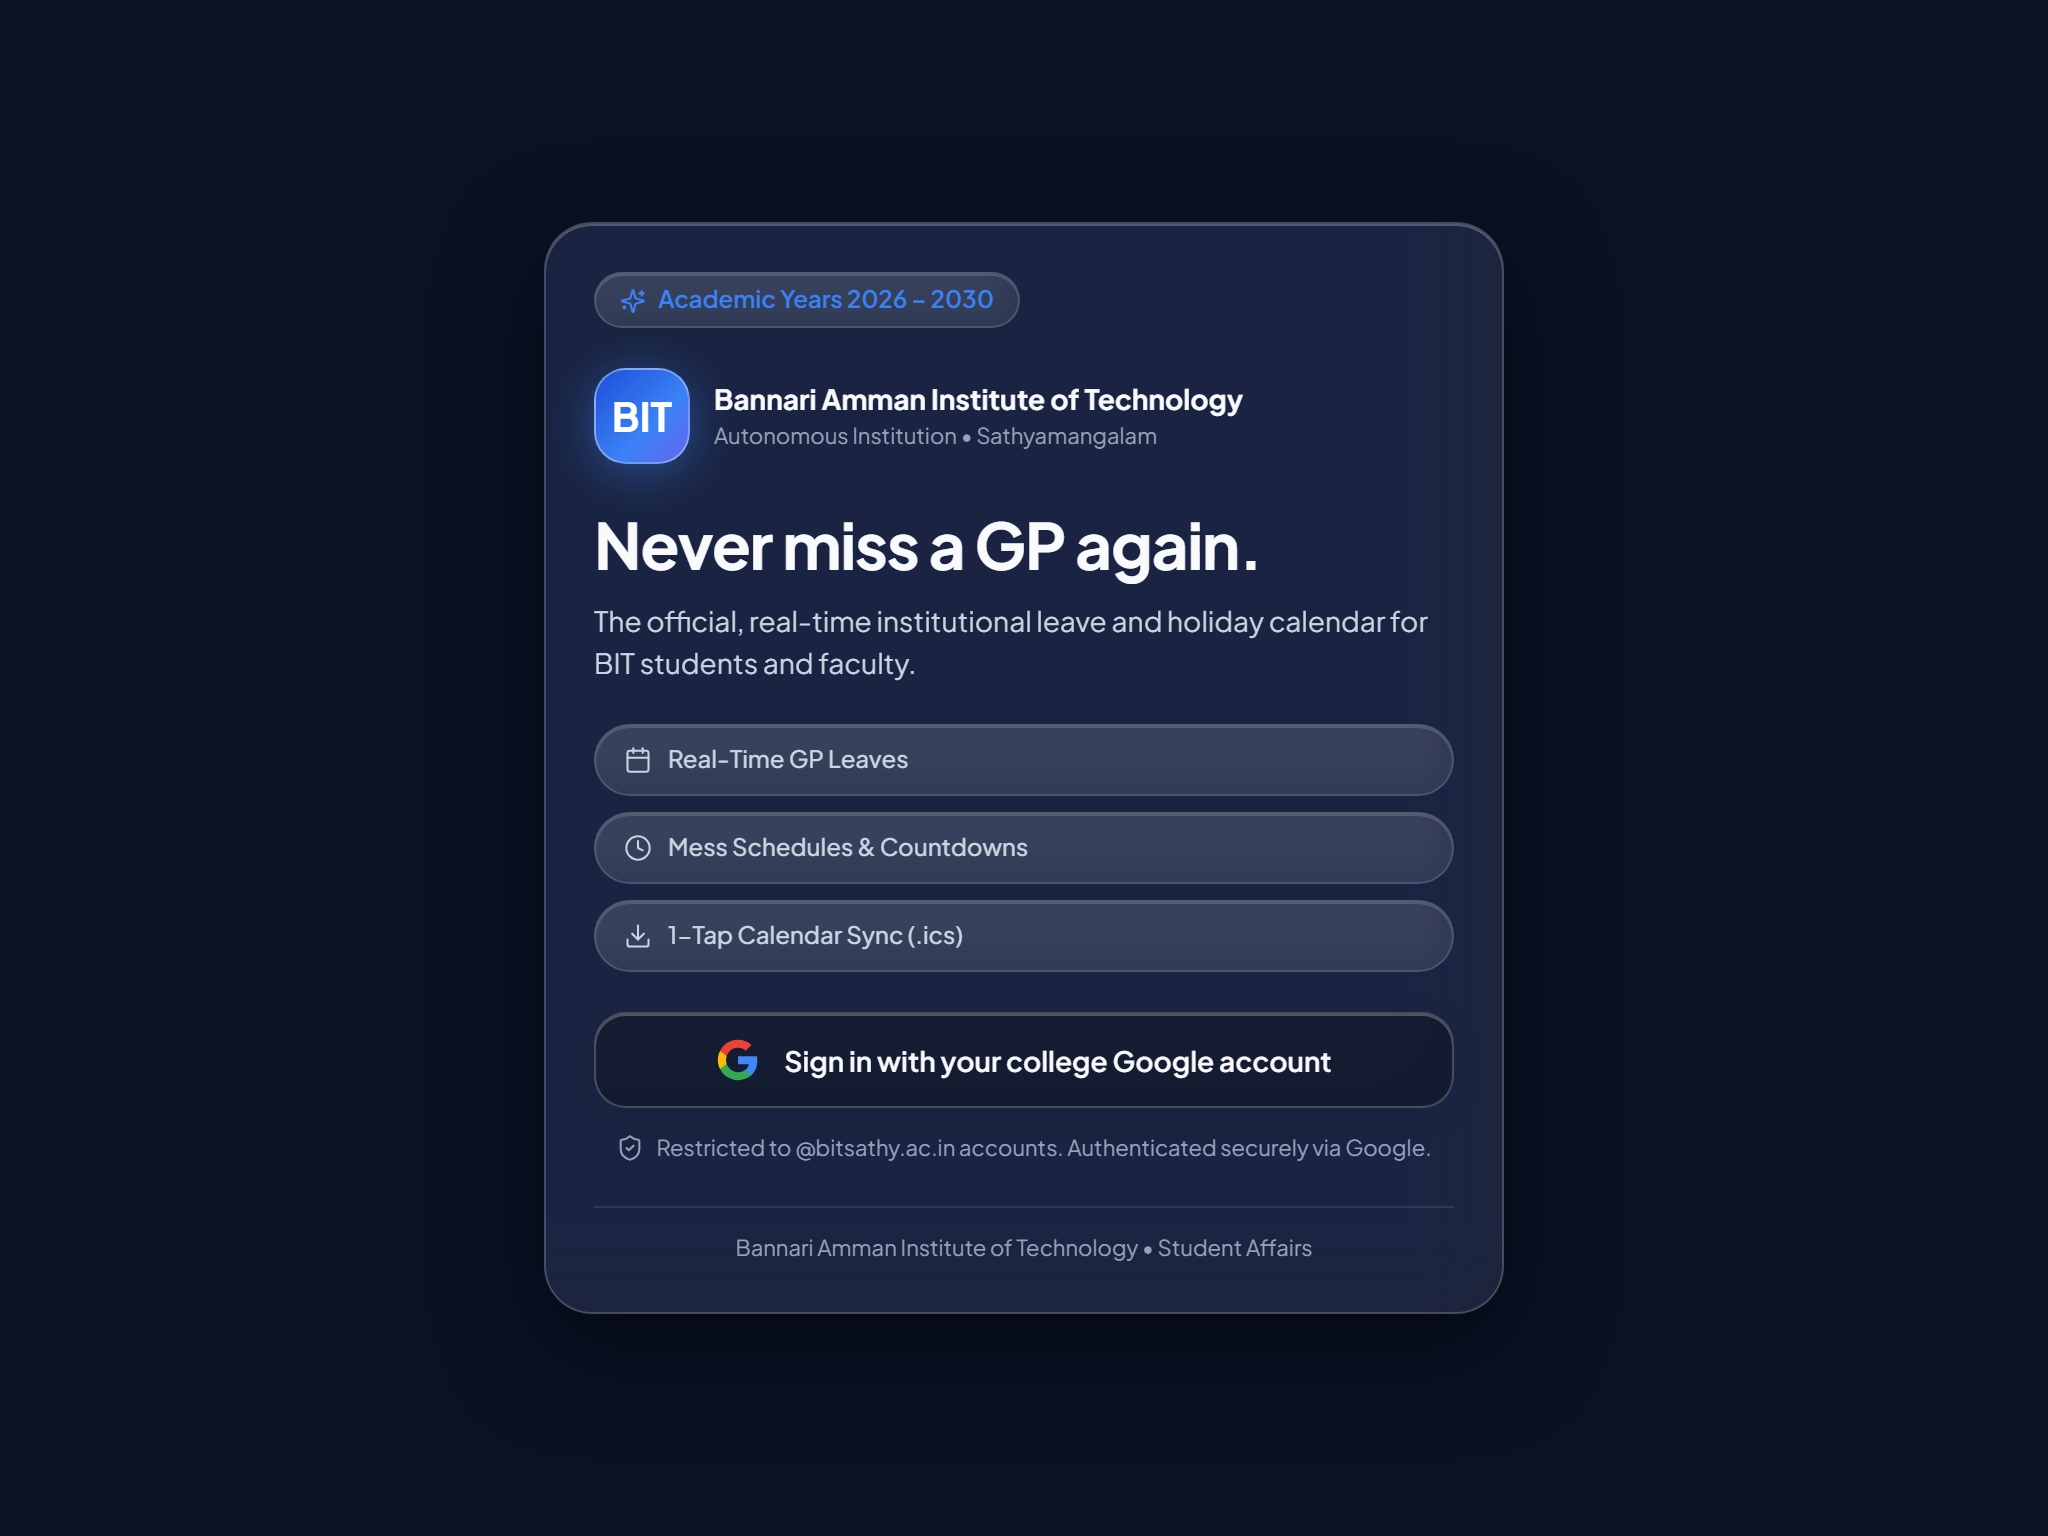 Academic Years 2026 – 2030
BIT
Bannari Amman Institute of Technology
Autonomous Institution • Sathyamangalam
Never miss a GP again.
The official, real-time institutional leave and holiday calendar for
BIT students and faculty.
Real-Time GP Leaves
Mess Schedules & Countdowns
1-Tap Calendar Sync (.ics)
Sign in with your college Google account
Restricted to @bitsathy.ac.in accounts. Authenticated securely via Google.
Bannari Amman Institute of Technology • Student Affairs